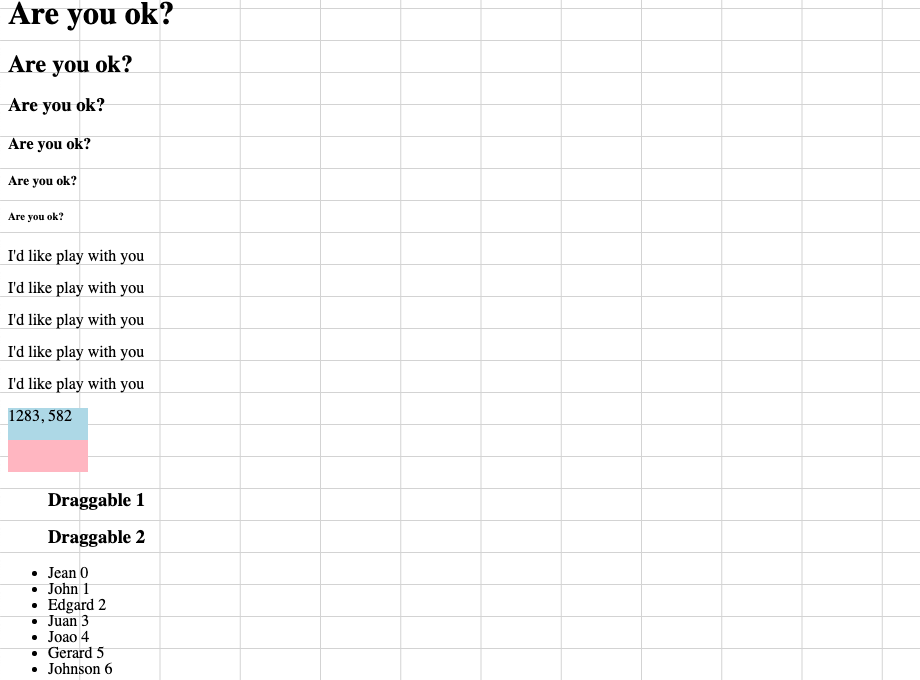 Are you ok?
Are you ok?
Are you ok?
Are you ok?
Are you ok?
Are you ok?
I'd like play with you
I'd like play with you
I'd like play with you
I'd like play with you
I'd like play with you
1283, 582
Draggable 1
Draggable 2
Jean 0
John 1
Edgard 2
Juan 3
Joao 4
Gerard 5
Johnson 6